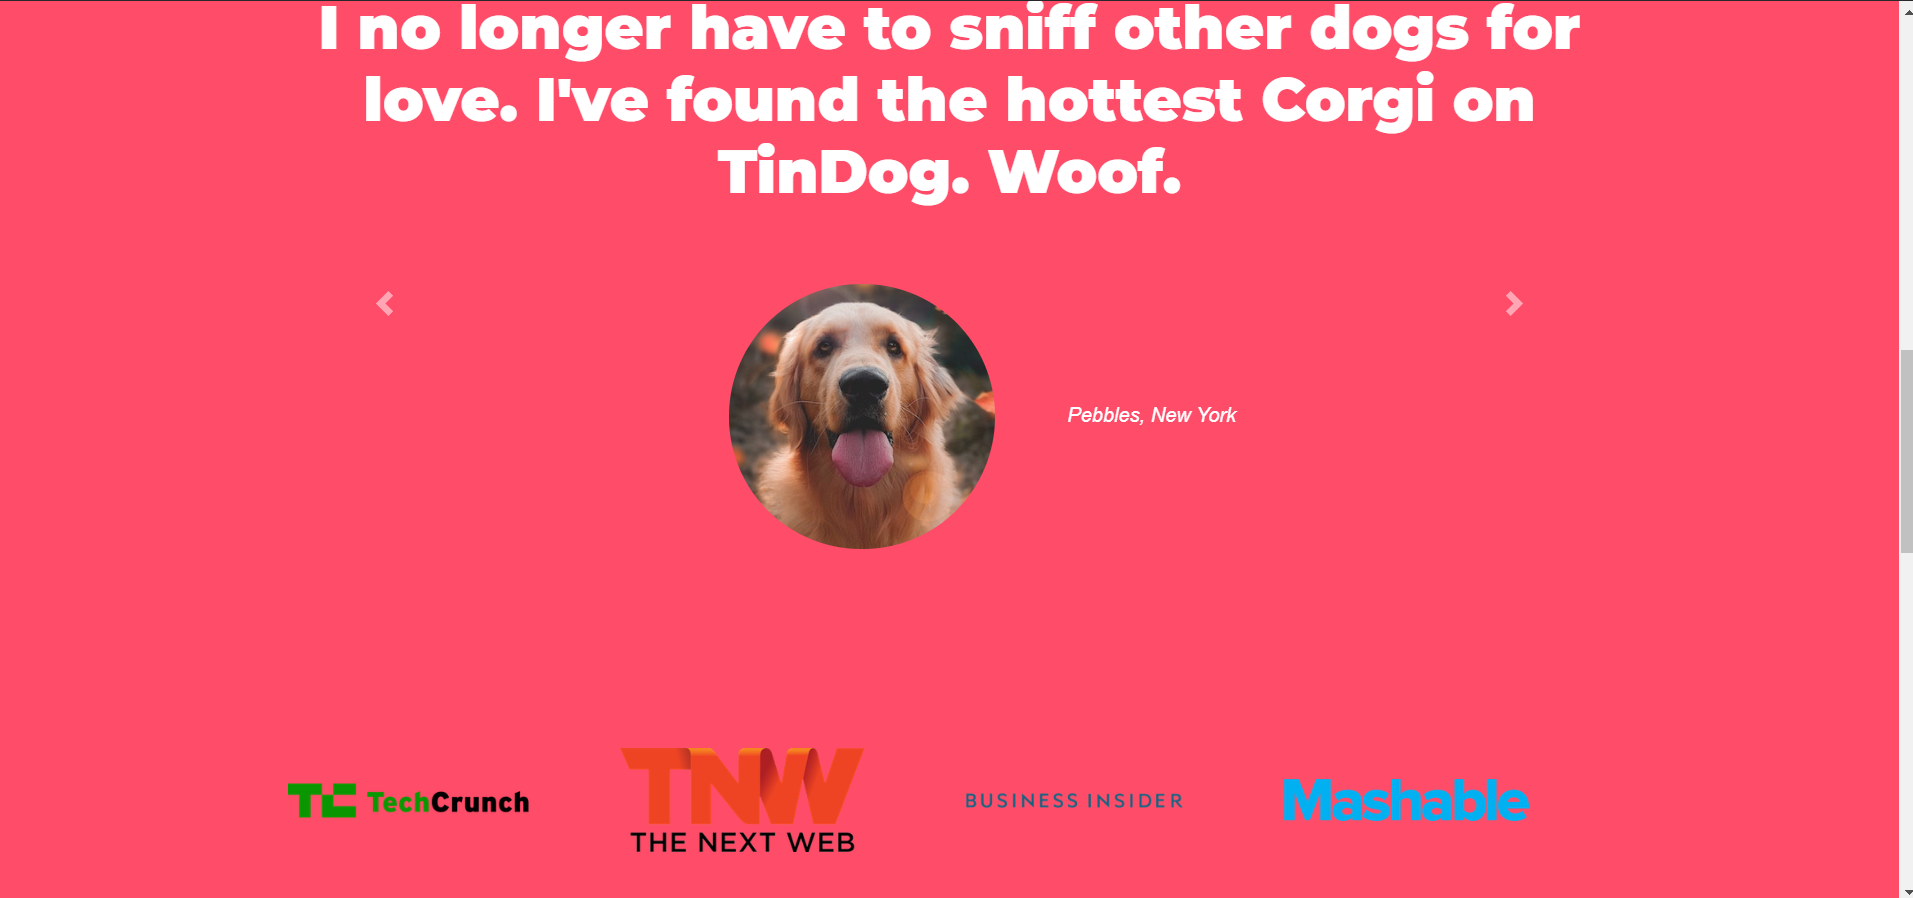 I no longer have to sniff other dogs for
love. I've found the hottest Corgi on
TinDog. Woof.
Pebbles, New York
TC TechCrunch
TNW
THE NEXT WEB
BUSINESS INSIDER
Mashable